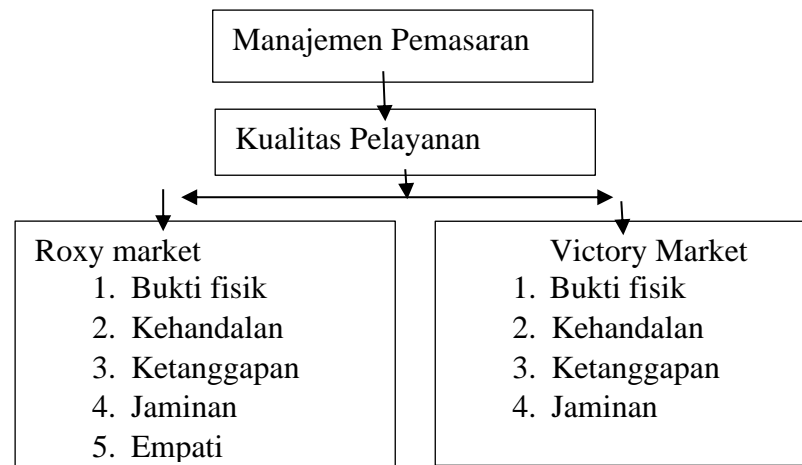 Manajemen Pemasaran
Kualitas Pelayanan
Roxy market
1. Bukti fisik
2. Kehandalan
3. Ketanggapan
4. Jaminan
5. Empati
Victory Market
1. Bukti fisik
2. Kehandalan
3. Ketanggapan
4. Jaminan